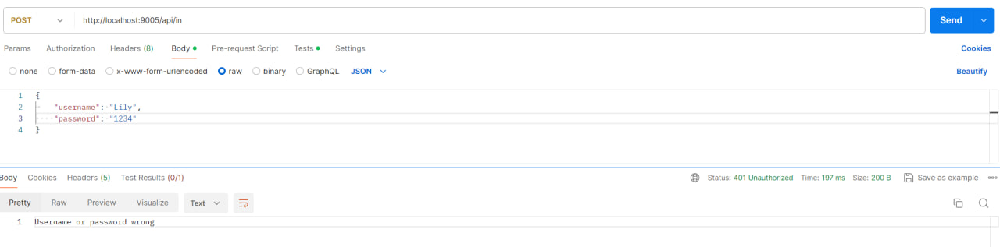 POST http://localhost:9005/api/in Send
Params Authorization Headers (8) Body Pre-request Script Tests Settings Cookies
none form-data x-www-form-urlencoded raw binary GraphQL JSON Beautify
1 {
2 "username": "Lily",
3 "password": "1234"
4 }
Body Cookies Headers (5) Test Results (0/1) Status: 401 Unauthorized Time: 197 ms Size: 200 B Save as example
Pretty Raw Preview Visualize Text
1 Username or password wrong